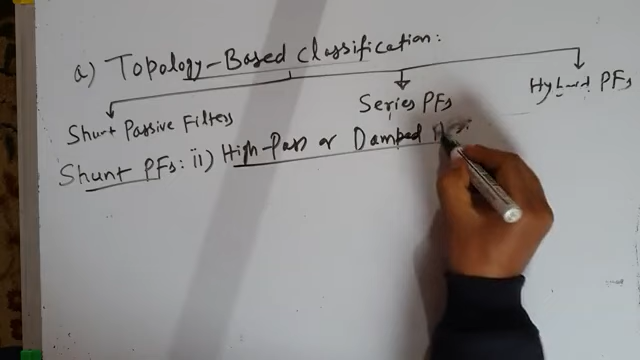 a) Topology-Based Classification:
Shunt Passive Filters
Series PFs
Hybrid PFs
Shunt PFs: ii) High-Pass or Damped